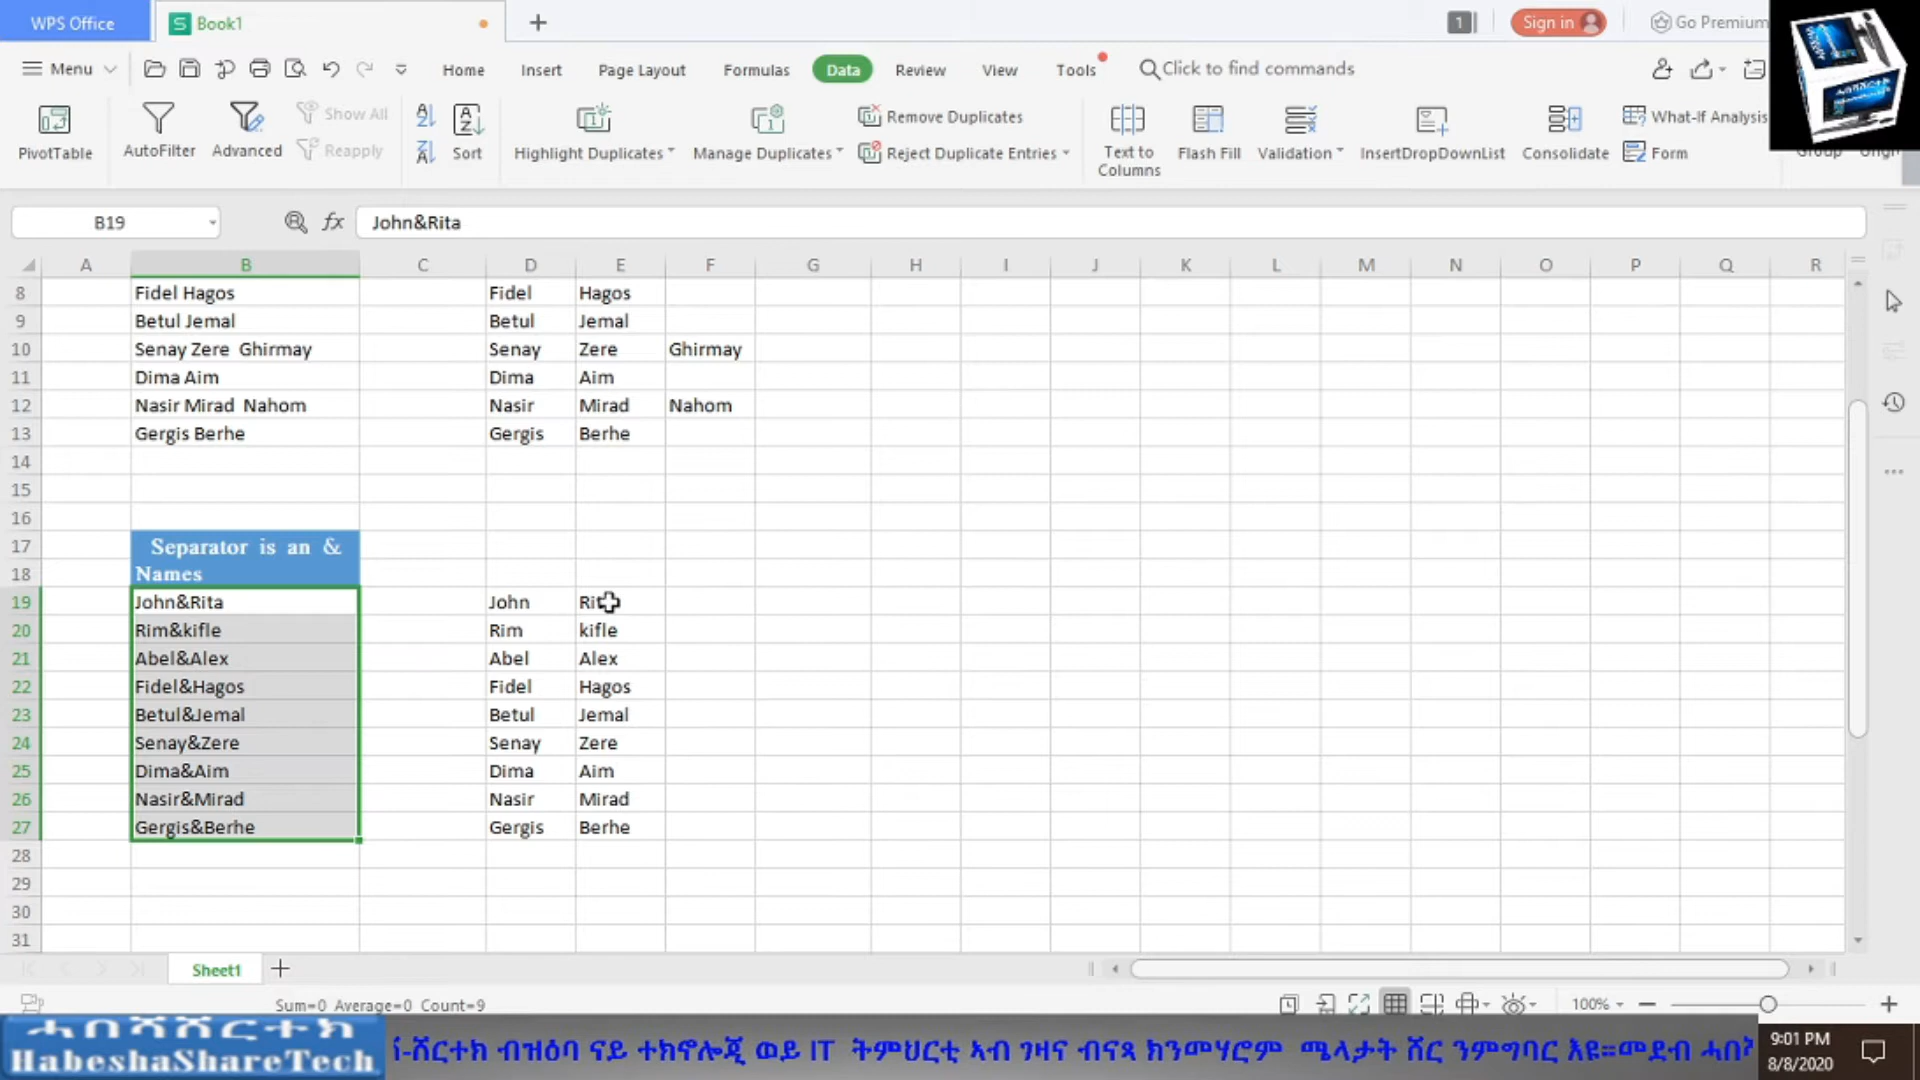 WPS Office
Book1
1
Sign in
Go Premium
Menu
Home
Insert
Page Layout
Formulas
Data
Review
View
Tools
Click to find commands
PivotTable
AutoFilter
Advanced
Show All
Reapply
Sort
Highlight Duplicates
Manage Duplicates
Remove Duplicates
Reject Duplicate Entries
Text to
Columns
Flash Fill
Validation
InsertDropDownList
Consolidate
What-If Analysis
Form
B19
fx
John&Rita
A B C D E F G H I J K L M N O P Q R
8 Fidel Hagos Fidel Hagos
9 Betul Jemal Betul Jemal
10 Senay Zere  Ghirmay Senay Zere Ghirmay
11 Dima Aim Dima Aim
12 Nasir Mirad  Nahom Nasir Mirad Nahom
13 Gergis Berhe Gergis Berhe
14
15
16
17 Separator is an &
18 Names
19 John&Rita John
20 Rim&kifle Rim kifle
21 Abel&Alex Abel Alex
22 Fidel&Hagos Fidel Hagos
23 Betul&Jemal Betul Jemal
24 Senay&Zere Senay Zere
25 Dima&Aim Dima Aim
26 Nasir&Mirad Nasir Mirad
27 Gergis&Berhe Gergis Berhe
28
29
30
31
Sheet1
Sum=0 Average=0 Count=9
100%
ሓበሻሸርተክ
HabeshaShareTech
ሻ-ሸርተክ ብዝዕባ ናይ ተክኖሎጂ ወይ IT ትምህርቲ ኣብ ገዛና ብናጻ ክንመሃሮም ሜላታት ሸር ንምግባር እዩ።መደብ ሓበሻ
9:01 PM
8/8/2020